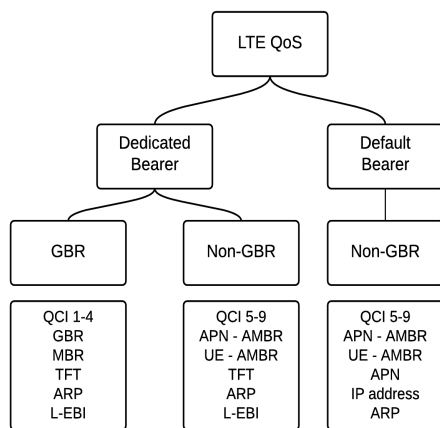 LTE QoS
Dedicated
Bearer
Default
Bearer
GBR
Non-GBR
Non-GBR
QCI 1-4
GBR
MBR
TFT
ARP
L-EBI
QCI 5-9
APN - AMBR
UE - AMBR
TFT
ARP
L-EBI
QCI 5-9
APN - AMBR
UE - AMBR
APN
IP address
ARP